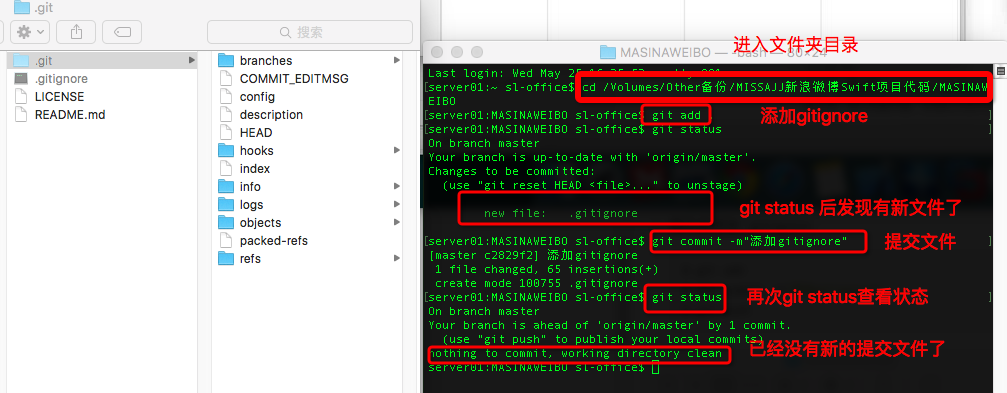 .git
搜索
.git
.gitignore
LICENSE
README.md
branches
COMMIT_EDITMSG
config
description
HEAD
hooks
index
info
logs
objects
packed-refs
refs
MASINAWEIBO
80×24
进入文件夹目录
Last login: Wed May 25
[server01:~ sl-office$ cd /Volumes/Other备份/MISSAJJ新浪微博Swift项目代码/MASINAW
EIBO ]
[server01:MASINAWEIBO sl-office$ git add . ]
添加gitignore
[server01:MASINAWEIBO sl-office$ git status ]
On branch master
Your branch is up-to-date with 'origin/master'.
Changes to be committed:
(use "git reset HEAD <file>..." to unstage)
new file: .gitignore
git status 后发现有新文件了
[server01:MASINAWEIBO sl-office$ git commit -m"添加gitignore" ]
提交文件
[master c2829f2] 添加gitignore
1 file changed, 65 insertions(+)
create mode 100755 .gitignore
[server01:MASINAWEIBO sl-office$ git status ]
再次git status查看状态
On branch master
Your branch is ahead of 'origin/master' by 1 commit.
(use "git push" to publish your local commits)
nothing to commit, working directory clean
已经没有新的提交文件了
server01:MASINAWEIBO sl-office$